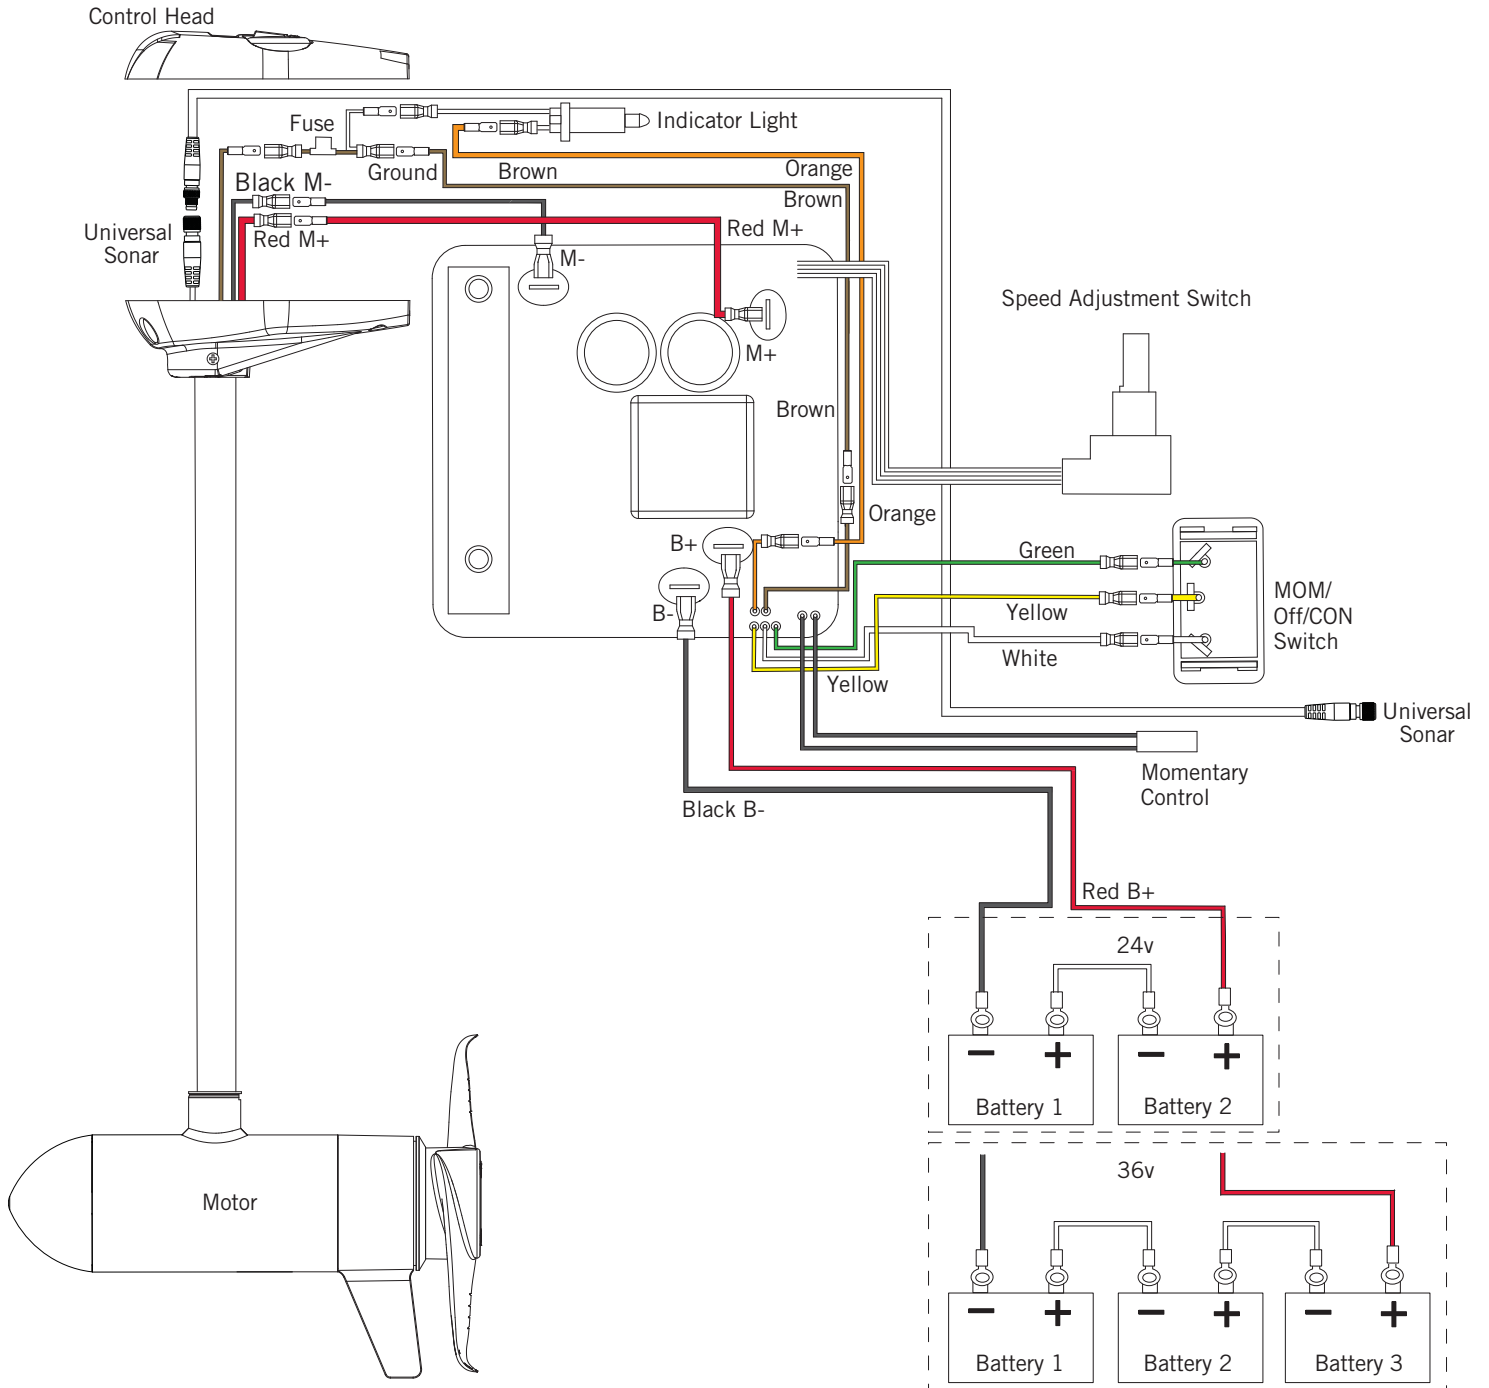 Control Head
Fuse
Indicator Light
Ground
Brown
Orange
Black M-
Brown
Universal
Sonar
Red M+
Red M+
M-
Speed Adjustment Switch
M+
Brown
Orange
B+
Green
B-
Yellow
MOM/
Off/CON
Switch
White
Yellow
Universal
Sonar
Momentary
Control
Black B-
Red B+
24v
− + − +
Battery 1
Battery 2
36v
Motor
− + − + − +
Battery 1
Battery 2
Battery 3